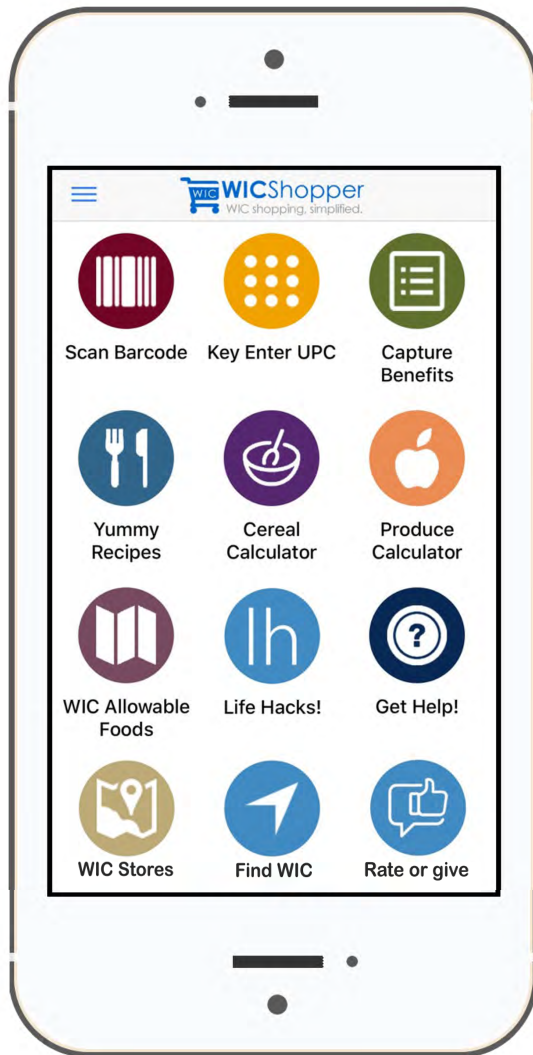 WIC WICShopper
WIC shopping, simplified.
Scan Barcode
Key Enter UPC
Capture
Benefits
Yummy
Recipes
Cereal
Calculator
Produce
Calculator
WIC Allowable
Foods
lh
Life Hacks!
?
Get Help!
WIC Stores
Find WIC
Rate or give